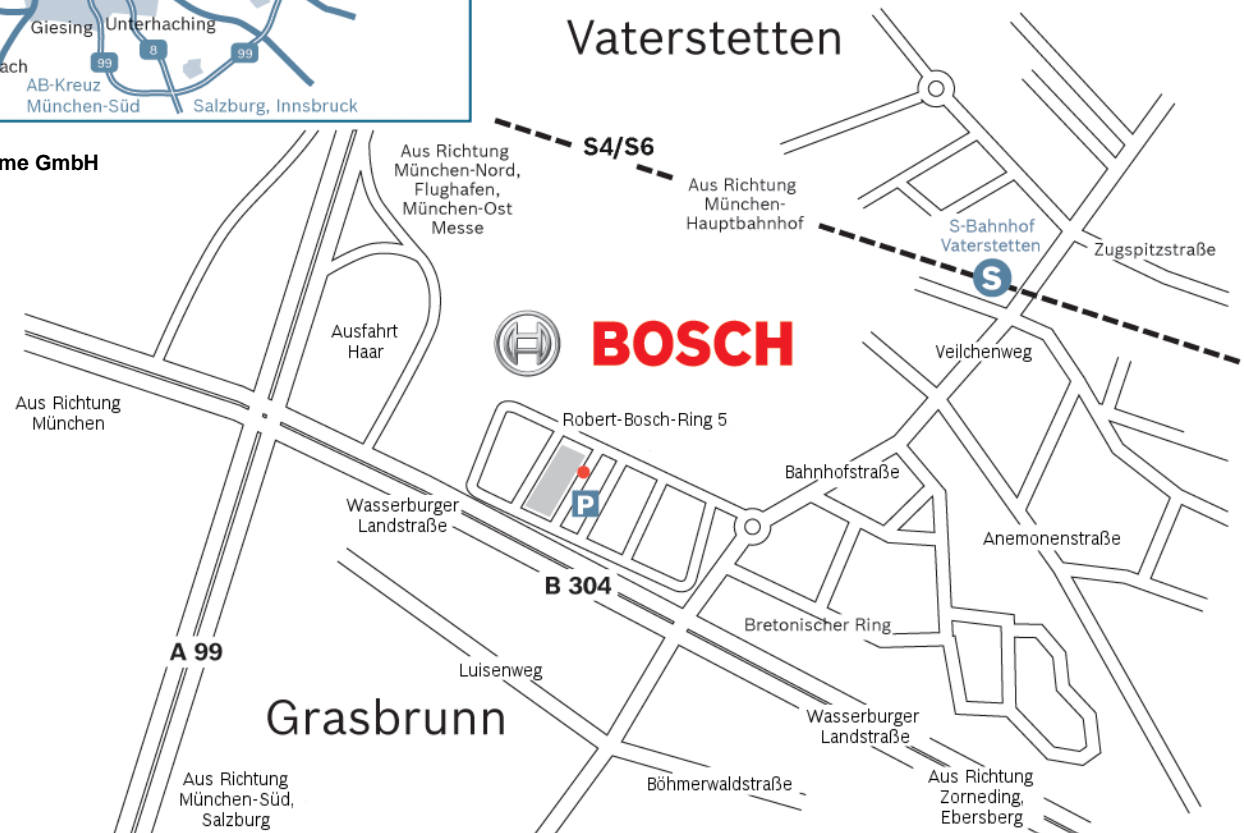 Giesing
Unterhaching
8
99
99
ach
AB-Kreuz
München-Süd
Salzburg, Innsbruck
me GmbH
Vaterstetten
S4/S6
Aus Richtung
München-Nord,
Flughafen,
München-Ost
Messe
Aus Richtung
München-
Hauptbahnhof
S-Bahnhof
Vaterstetten
S
Zugspitzstraße
Ausfahrt
Haar
BOSCH
Veilchenweg
Aus Richtung
München
Robert-Bosch-Ring 5
Bahnhofstraße
P
Wasserburger
Landstraße
Anemonenstraße
B 304
Bretonischer Ring
A 99
Luisenweg
Grasbrunn
Wasserburger
Landstraße
Aus Richtung
München-Süd,
Salzburg
Böhmerwaldstraße
Aus Richtung
Zorneding,
Ebersberg